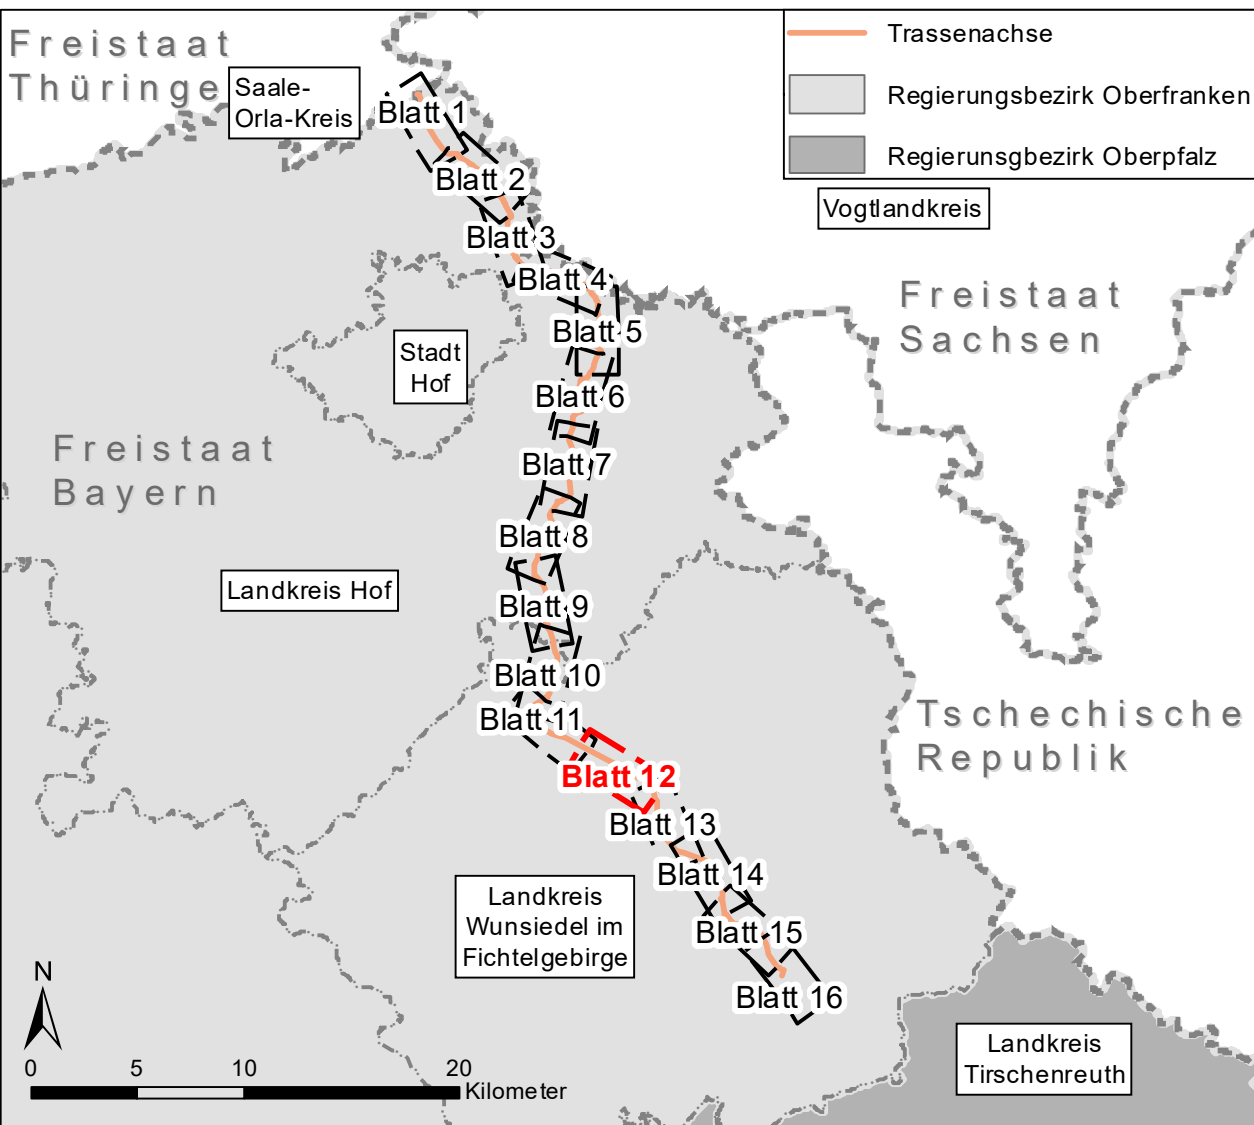 Freistaat
Thüringe
Saale-
Orla-Kreis
Trassenachse
Regierungsbezirk Oberfranken
Regierunsgbezirk Oberpfalz
Vogtlandkreis
Blatt 1
Blatt 2
Blatt 3
Blatt 4
Blatt 5
Blatt 6
Blatt 7
Blatt 8
Blatt 9
Blatt 10
Blatt 11
Blatt 12
Blatt 13
Blatt 14
Blatt 15
Blatt 16
Freistaat
Sachsen
Stadt
Hof
Freistaat
Bayern
Landkreis Hof
Tschechische
Republik
Landkreis
Wunsiedel im
Fichtelgebirge
Landkreis
Tirschenreuth
N
0 5 10 20
Kilometer